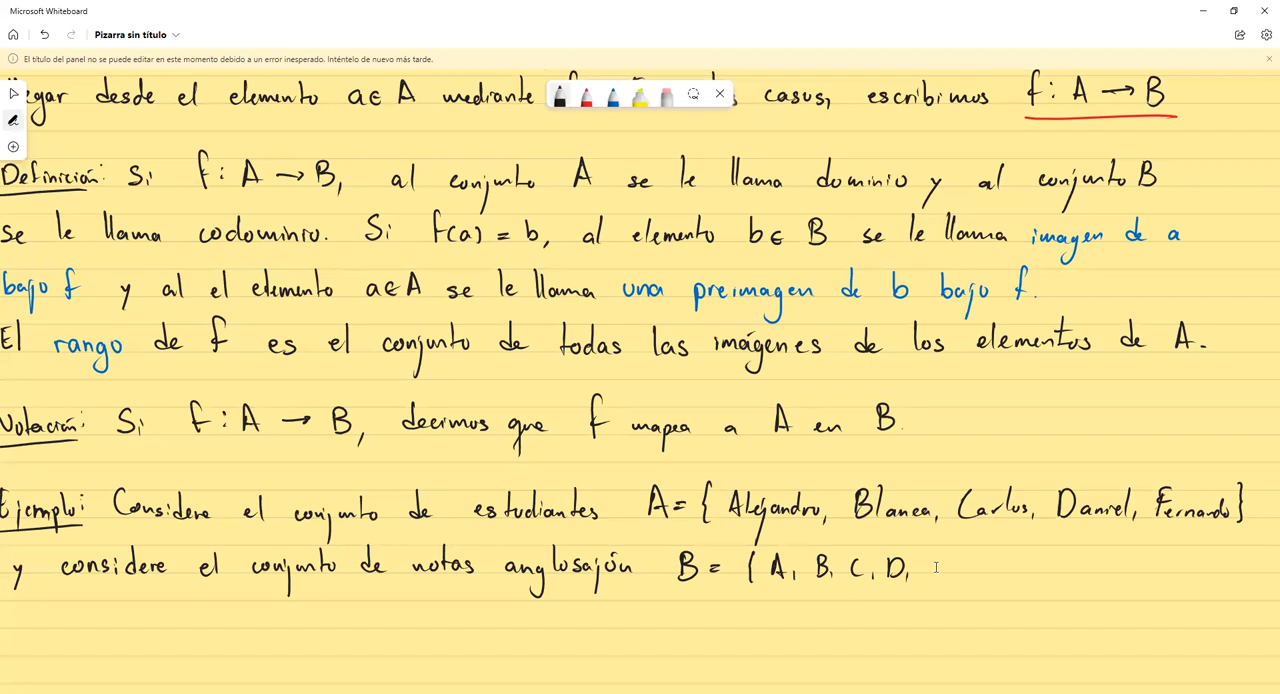 Microsoft Whiteboard
Pizarra sin título
El título del panel no se puede editar en este momento debido a un error inesperado. Inténtelo de nuevo más tarde.
desde el elemento a∈A mediante casos, escribimos f: A → B
Definición: Si f: A → B, al conjunto A se le llama dominio y al conjunto B
se le llama codominio. Si f(a) = b, al elemento b∈ B se le llama imagen de a
bajo f y al el elemento a∈A se le llama una preimagen de b bajo f.
El rango de f es el conjunto de todas las imágenes de los elementos de A.
Notación: Si f: A → B, decimos que f mapea a A en B.
Ejemplo: Considere el conjunto de estudiantes A = { Alejandro, Blanca, Carlos, Daniel, Fernando}
y considere el conjunto de notas anglosajón B = { A, B, C, D,